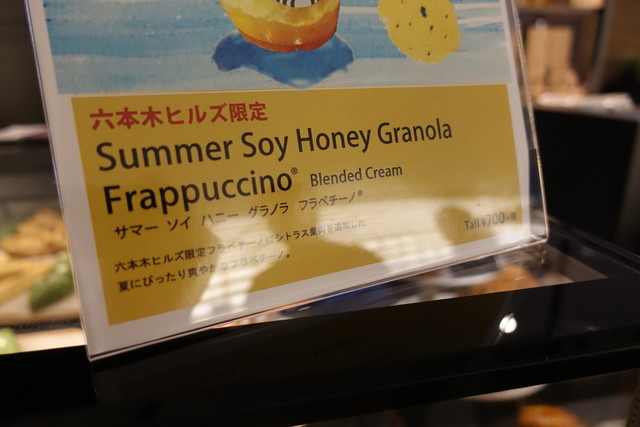 六本木ヒルズ限定
Summer Soy Honey Granola
Frappuccino® Blended Cream
サマー ソイ ハニー グラノラ フラペチーノ®
Tall ¥700+税
六本木ヒルズ限定フラペチーノにシトラス果肉を追加した
夏にぴったり爽やかなフラペチーノ。